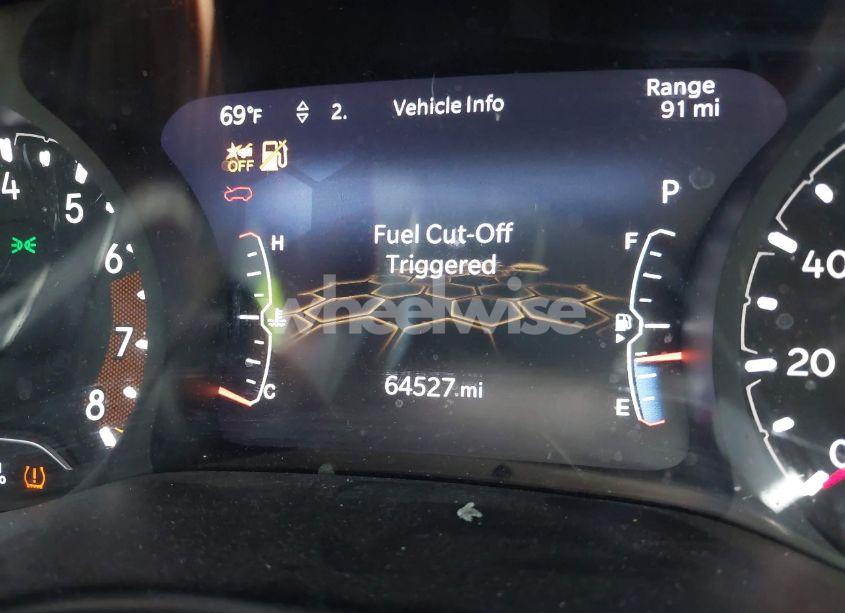 69°F 2. Vehicle Info Range
91 mi
OFF
P
4
5
6
7
8
H
C
Fuel Cut-Off
Triggered
F
E
64527 mi
wheelwise
40
20
0